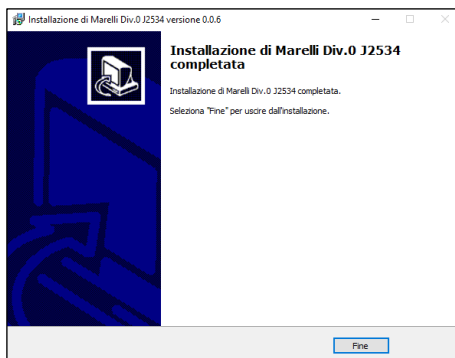 Installazione di Marelli Div.0 J2534 versione 0.0.6
Installazione di Marelli Div.0 J2534
completata
Installazione di Marelli Div.0 J2534 completata.
Seleziona "Fine" per uscire dall'installazione.
Fine